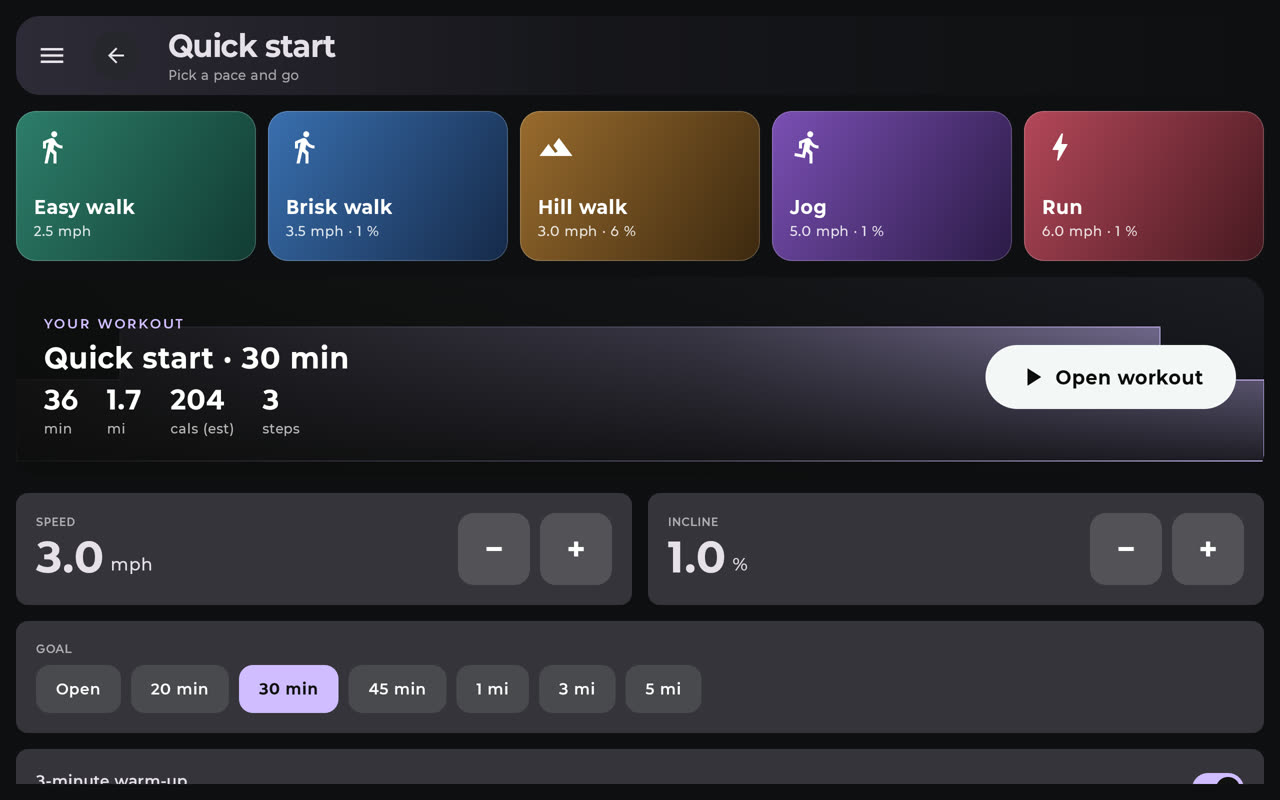 Quick start
Pick a pace and go
Easy walk
2.5 mph
Brisk walk
3.5 mph · 1 %
Hill walk
3.0 mph · 6 %
Jog
5.0 mph · 1 %
Run
6.0 mph · 1 %
YOUR WORKOUT
Quick start · 30 min
36 1.7 204 3
min mi cals (est) steps
Open workout
SPEED
3.0 mph
− +
INCLINE
1.0 %
− +
GOAL
Open 20 min 30 min 45 min 1 mi 3 mi 5 mi
3-minute warm-up